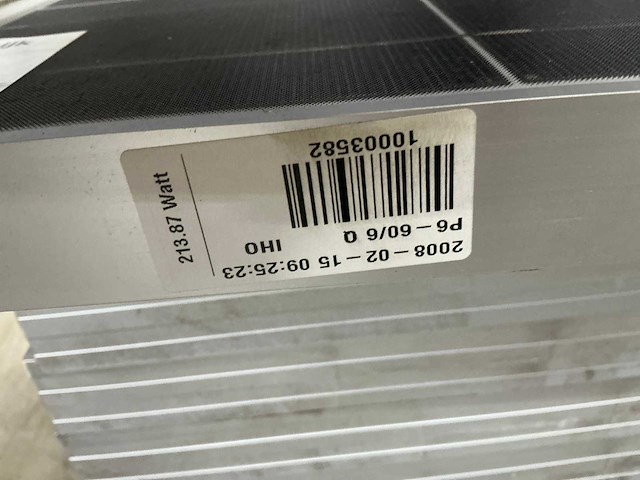 2008-02-15 09:25:23
P6-60/6 Q IHO
10003582
213.87 Watt